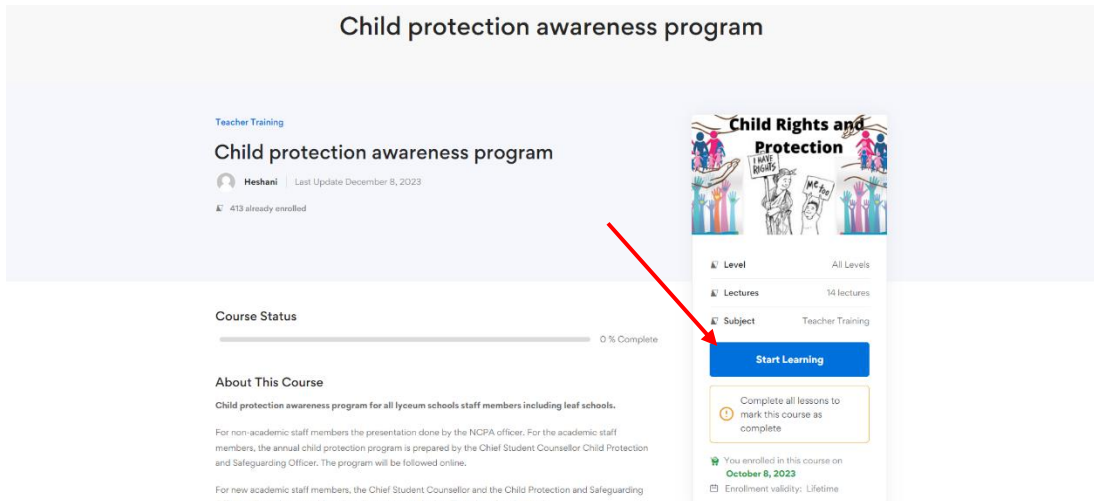 Child protection awareness program
Teacher Training
Child protection awareness program
Heshani
Last Update December 8, 2023
413 already enrolled
Child Rights and
Protection
I HAVE
RIGHTS
Me too
Level
All Levels
Lectures
14 lectures
Subject
Teacher Training
Start Learning
Complete all lessons to
mark this course as
complete
You enrolled in this course on
October 8, 2023
Enrollment validity: Lifetime
Course Status
0 % Complete
About This Course
Child protection awareness program for all lyceum schools staff members including leaf schools.
For non-academic staff members the presentation done by the NCPA officer. For the academic staff
members, the annual child protection program is prepared by the Chief Student Counsellor Child Protection
and Safeguarding Officer. The program will be followed online.
For new academic staff members, the Chief Student Counsellor and the Child Protection and Safeguarding